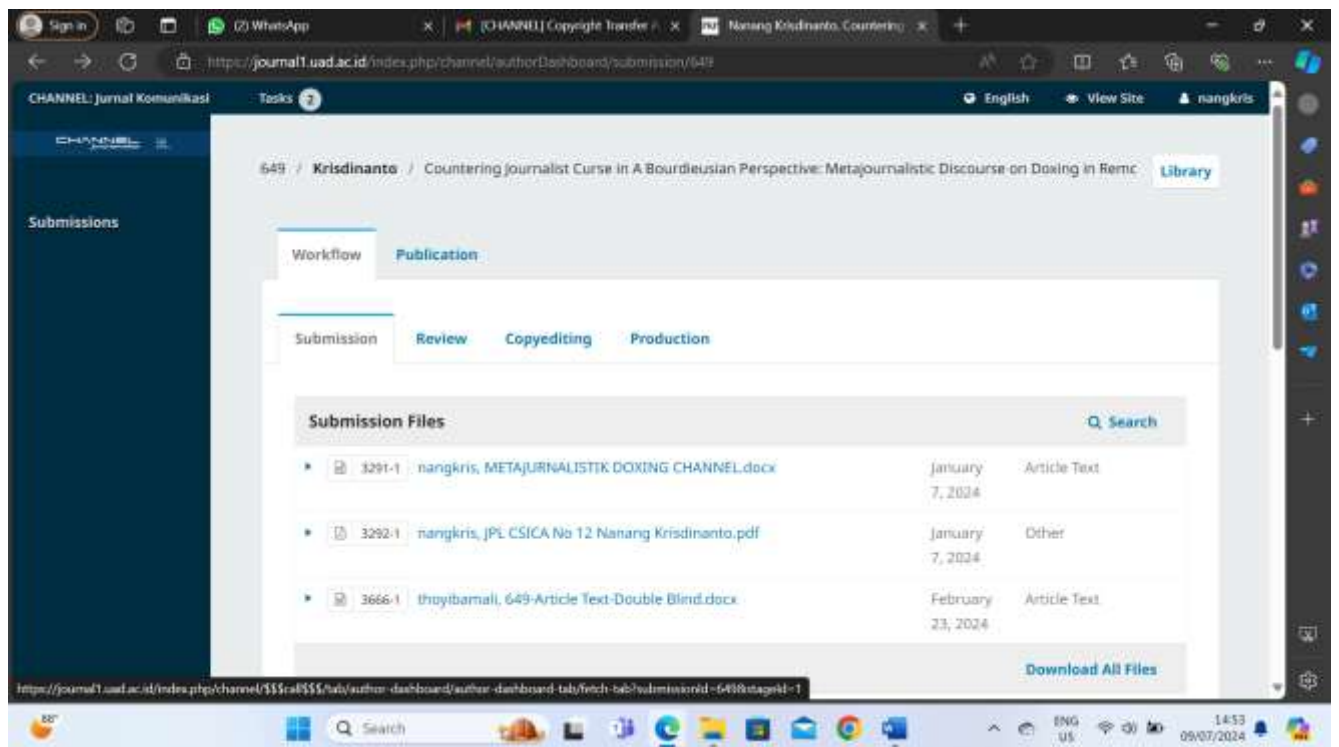 Sign in
(2) WhatsApp
[CHANNEL] Copyright Transfer A
Nanang Krisdinanto, Countering
https://journal1.uad.ac.id/index.php/channel/authorDashboard/submission/649
CHANNEL: Jurnal Komunikasi
Tasks 2
English
View Site
nangkris
CHANNEL
649 / Krisdinanto / Countering Journalist Curse in A Bourdieusian Perspective: Metajournalistic Discourse on Doxing in Remc
Library
Submissions
Workflow
Publication
Submission
Review
Copyediting
Production
Submission Files
Search
3291-1 nangkris, METAJURNALISTIK DOXING CHANNEL.docx
January 7, 2024
Article Text
3292-1 nangkris, JPL CSICA No 12 Nanang Krisdinanto.pdf
January 7, 2024
Other
3666-1 thoyibamali, 649-Article Text-Double Blind.docx
February 23, 2024
Article Text
Download All Files
https://journal1.uad.ac.id/index.php/channel/$$$call$$$/tab/author-dashboard/author-dashboard-tab/fetch-tab?submissionId=649&stageId=1
88°
Search
ENG
US
14:53
09/07/2024